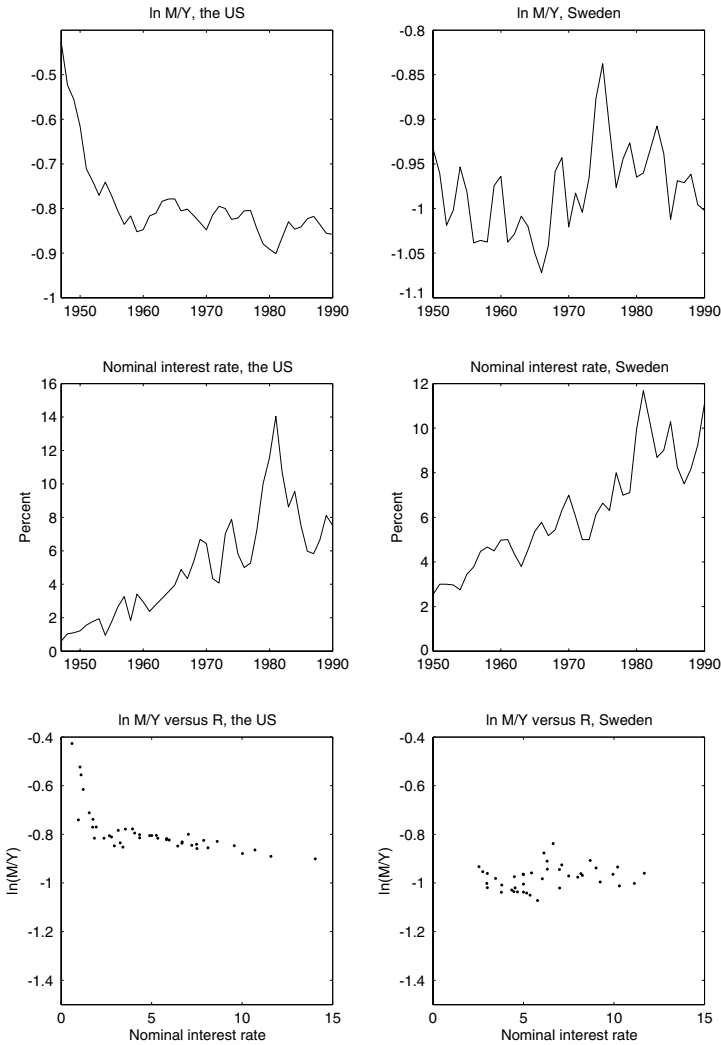 ln M/Y, the US
-0.5
-0.6
-0.7
-0.8
-0.9
-1
1950 1960 1970 1980 1990
ln M/Y, Sweden
-0.8
-0.85
-0.9
-0.95
-1
-1.05
-1.1
1950 1960 1970 1980 1990
Nominal interest rate, the US
Percent
16
14
12
10
8
6
4
2
0
1950 1960 1970 1980 1990
Nominal interest rate, Sweden
Percent
12
10
8
6
4
2
0
1950 1960 1970 1980 1990
ln M/Y versus R, the US
ln(M/Y)
-0.4
-0.6
-0.8
-1
-1.2
-1.4
0 5 10 15
Nominal interest rate
ln M/Y versus R, Sweden
ln(M/Y)
-0.4
-0.6
-0.8
-1
-1.2
-1.4
0 5 10 15
Nominal interest rate